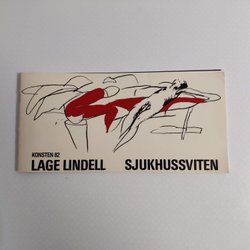 KONSTEN 82
LAGE LINDELL SJUKHUSSVITEN